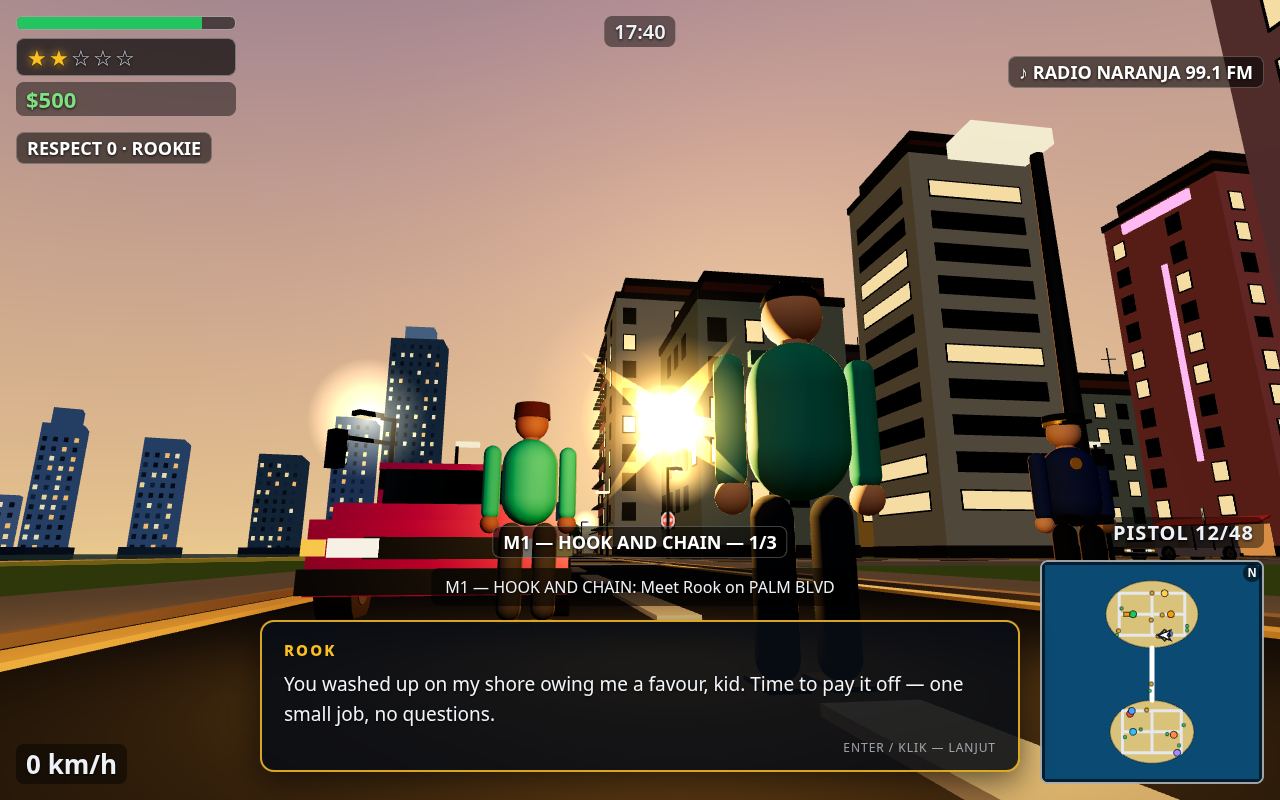 17:40
♪ RADIO NARANJA 99.1 FM
★★☆☆☆
$500
RESPECT 0 · ROOKIE
PISTOL 12/48
M1 — HOOK AND CHAIN — 1/3
M1 — HOOK AND CHAIN: Meet Rook on PALM BLVD
N
ROOK
You washed up on my shore owing me a favour, kid. Time to pay it off — one
small job, no questions.
ENTER / KLIK — LANJUT
0 km/h